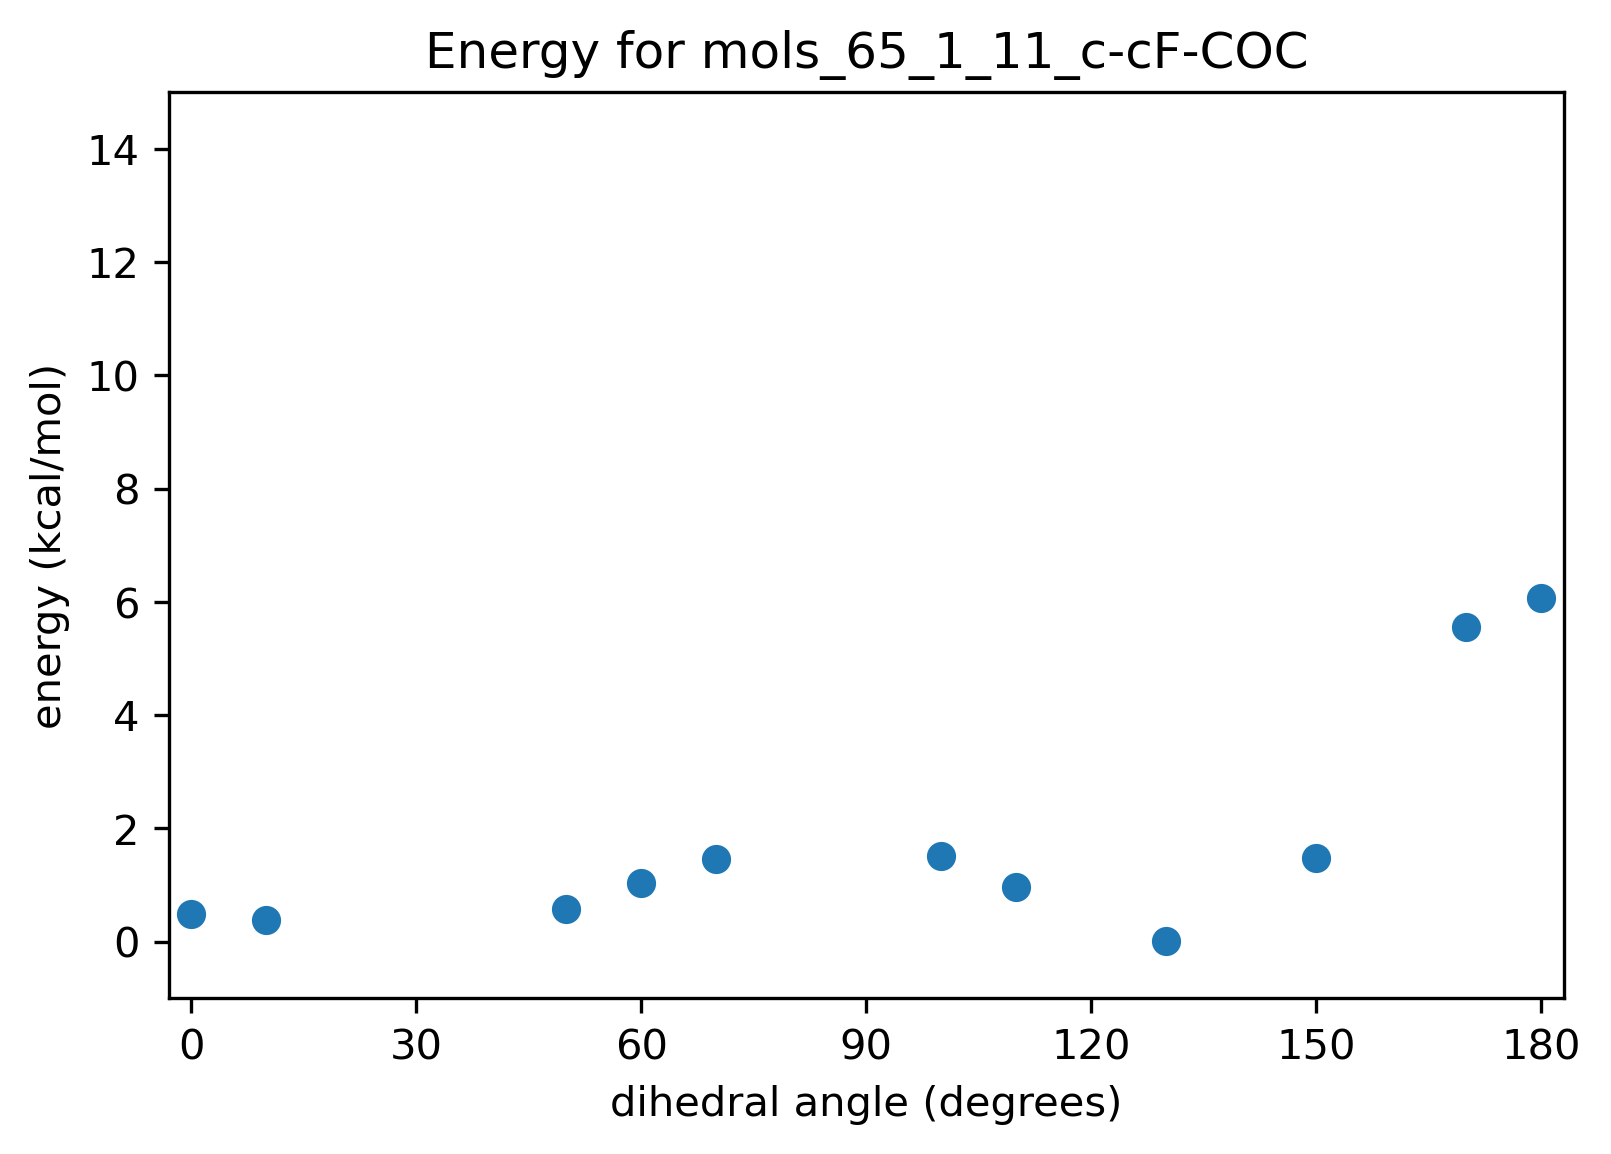 Energy for mols_65_1_11_c-cF-COC
14
12
10
8
6
4
2
0
energy (kcal/mol)
0 30 60 90 120 150 180
dihedral angle (degrees)